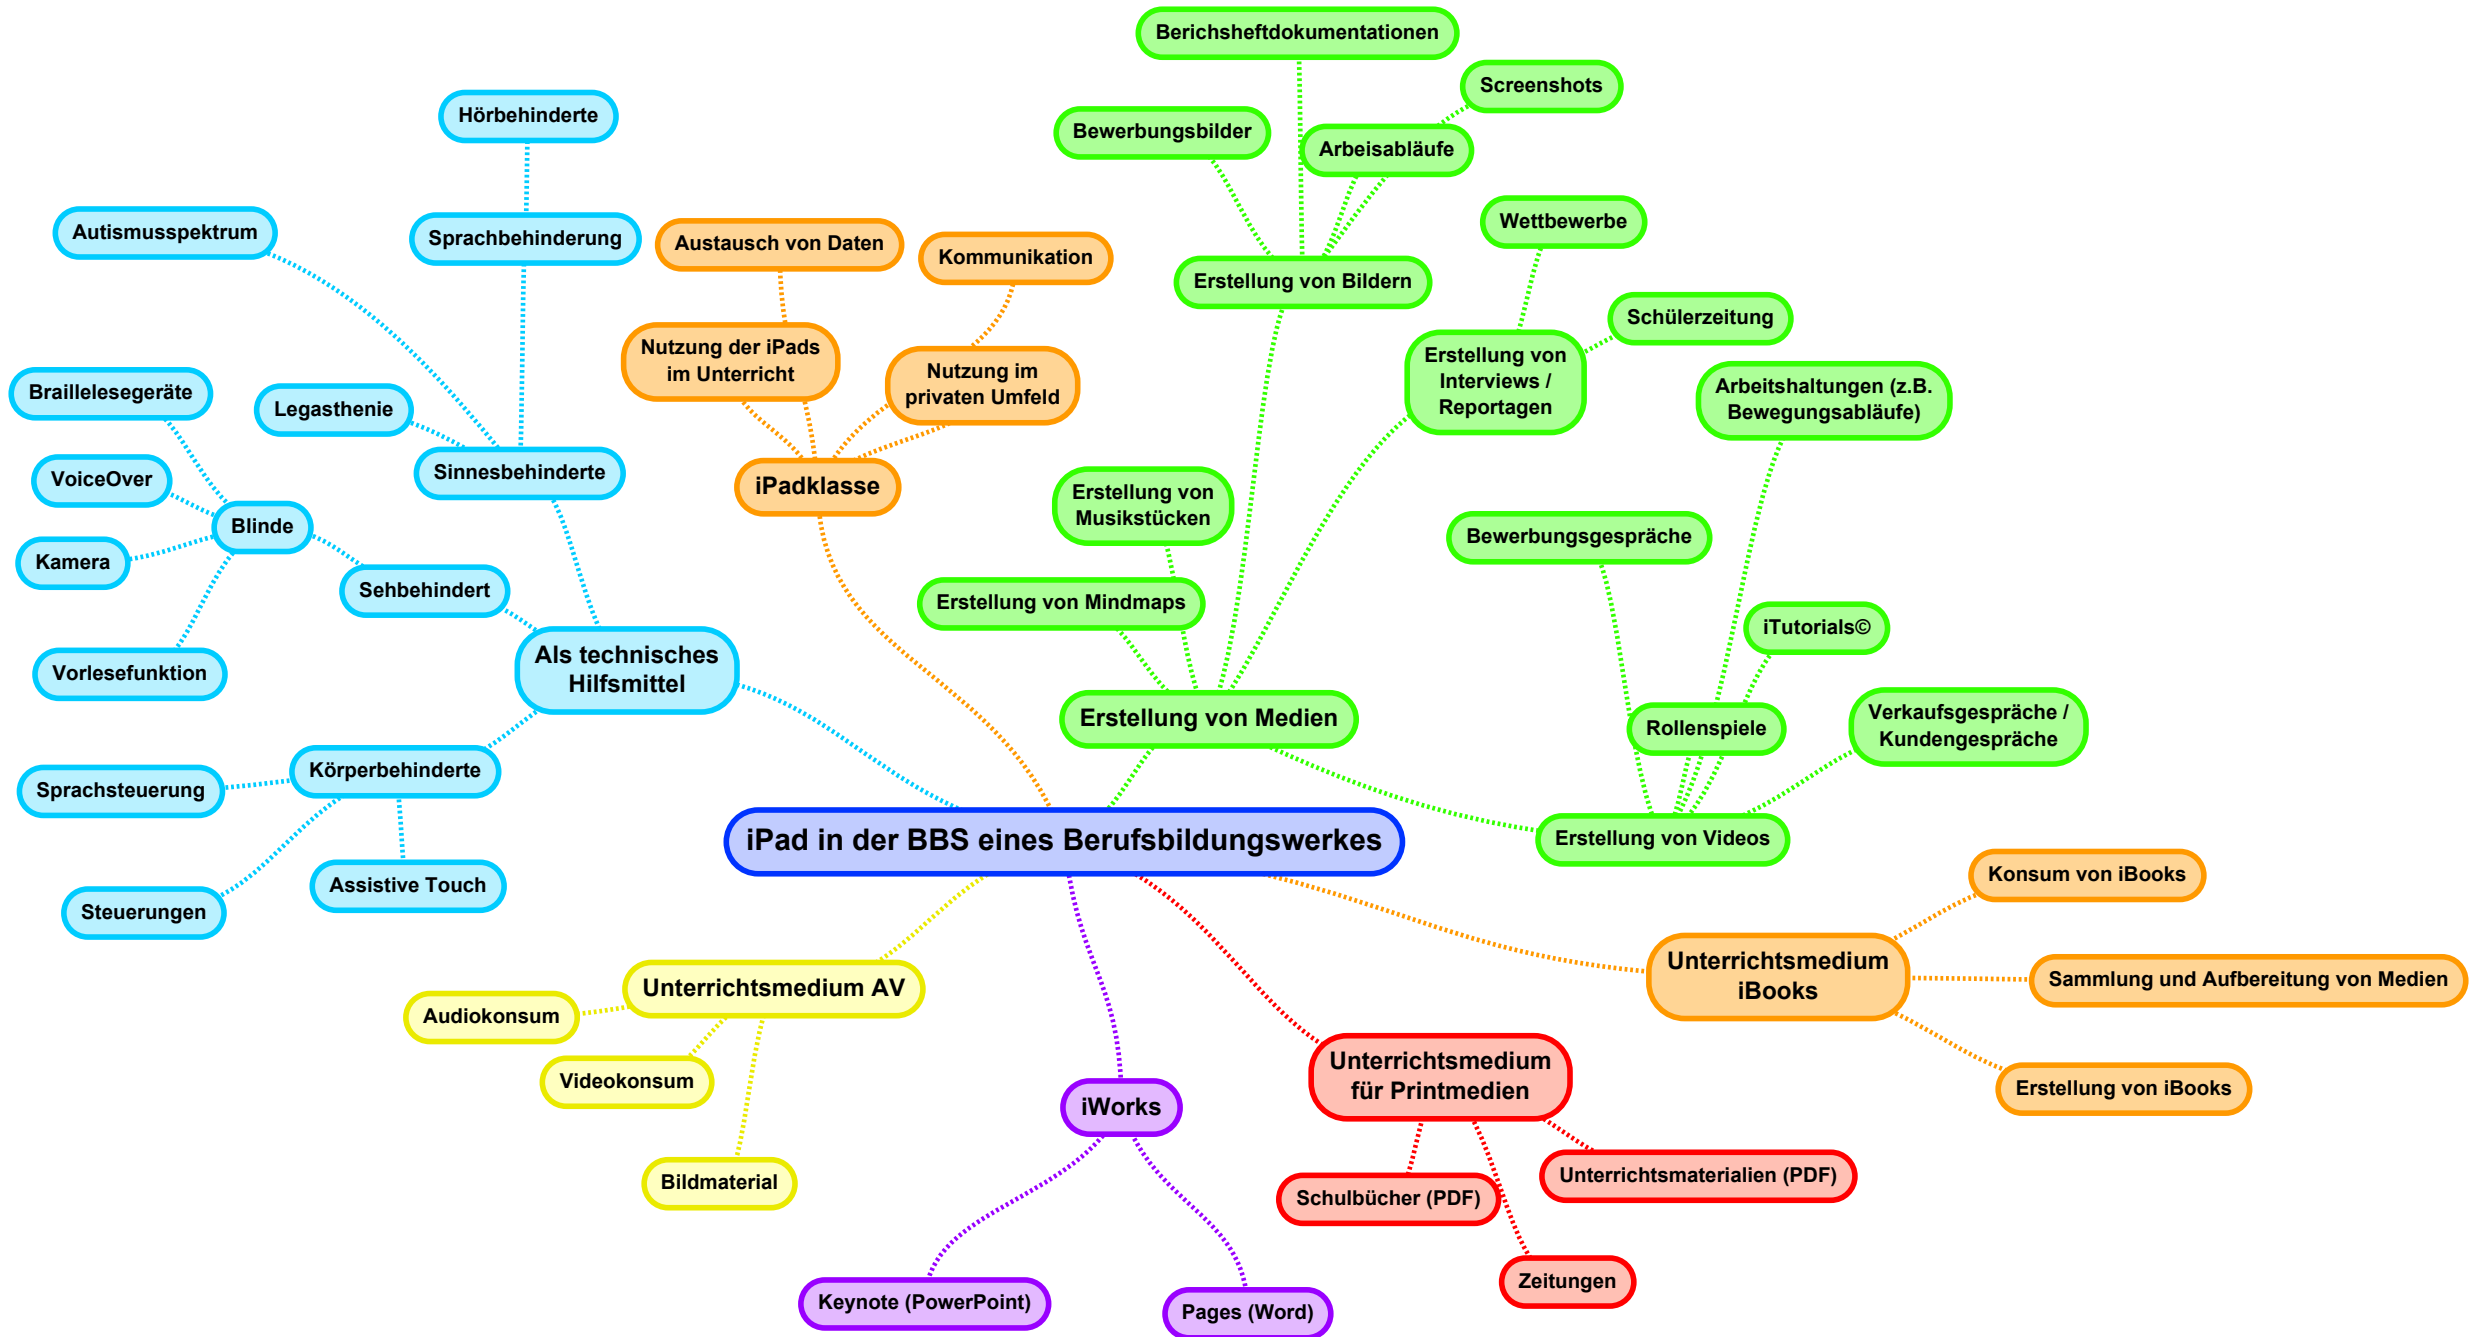 Berichsheftdokumentationen
Screenshots
Hörbehinderte
Bewerbungsbilder
Arbeisabläufe
Autismusspektrum
Sprachbehinderung
Austausch von Daten
Kommunikation
Wettbewerbe
Erstellung von Bildern
Schülerzeitung
Nutzung der iPads
im Unterricht
Nutzung im
privaten Umfeld
Erstellung von
Interviews /
Reportagen
Arbeitshaltungen (z.B.
Bewegungsabläufe)
Braillelesegeräte
Legasthenie
VoiceOver
Sinnesbehinderte
iPadklasse
Erstellung von
Musikstücken
Blinde
Bewerbungsgespräche
Kamera
Sehbehindert
Erstellung von Mindmaps
iTutorials©
Vorlesefunktion
Als technisches
Hilfsmittel
Erstellung von Medien
Rollenspiele
Verkaufsgespräche /
Kundengespräche
Körperbehinderte
Sprachsteuerung
iPad in der BBS eines Berufsbildungswerkes
Erstellung von Videos
Assistive Touch
Steuerungen
Konsum von iBooks
Unterrichtsmedium
iBooks
Sammlung und Aufbereitung von Medien
Unterrichtsmedium AV
Audiokonsum
Videokonsum
Unterrichtsmedium
für Printmedien
Erstellung von iBooks
iWorks
Bildmaterial
Schulbücher (PDF)
Unterrichtsmaterialien (PDF)
Zeitungen
Keynote (PowerPoint)
Pages (Word)